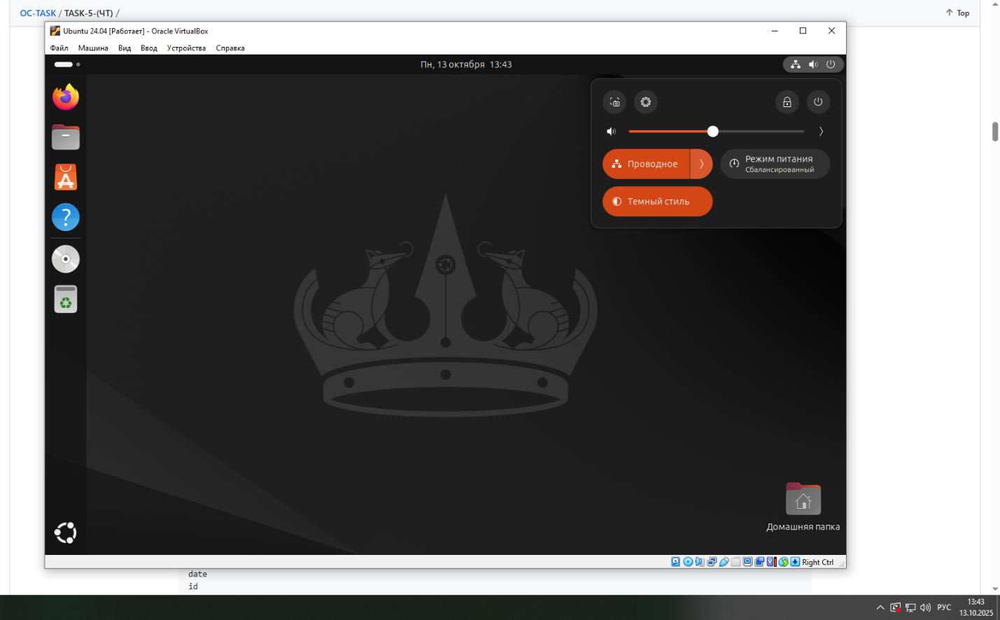 OC-TASK / TASK-5-(ЧТ) /
Top
Ubuntu 24.04 [Работает] - Oracle VirtualBox
Файл Машина Вид Ввод Устройства Справка
Пн, 13 октября 13:43
Проводное
Режим питания
Сбалансированный
Темный стиль
Домашняя папка
Right Ctrl
date
id
РУС
13:43
13.10.2025